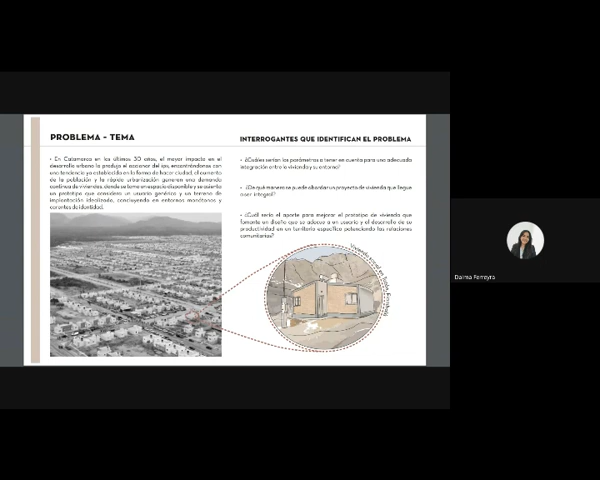 PROBLEMA - TEMA
• En Catamarca en los últimos 30 años, el mayor impacto en el
desarrollo urbano lo produjo el accionar del ipv, encontrándonos con
una tendencia ya establecida en la forma de hacer ciudad, el aumento
de la población y la rápida urbanización generan una demanda
continua de viviendas, donde se toma un espacio disponible y se asienta
un prototipo que considera un usuario genérico y un terreno de
implantación idealizado, concluyendo en entornos monótonos y
carentes de identidad.
INTERROGANTES QUE IDENTIFICAN EL PROBLEMA
• ¿Cuáles serían los parámetros a tener en cuenta para una adecuada
integración entre la vivienda y su entorno?
• ¿De qué manera se puede abordar un proyecto de vivienda que llegue
a ser integral?
• ¿Cuál sería el aporte para mejorar el prototipo de vivienda que
fomente un diseño que se adecue a un usuario y el desarrollo de su
productividad en un territorio específico potenciando las relaciones
comunitarias?
Daima Ferreyra